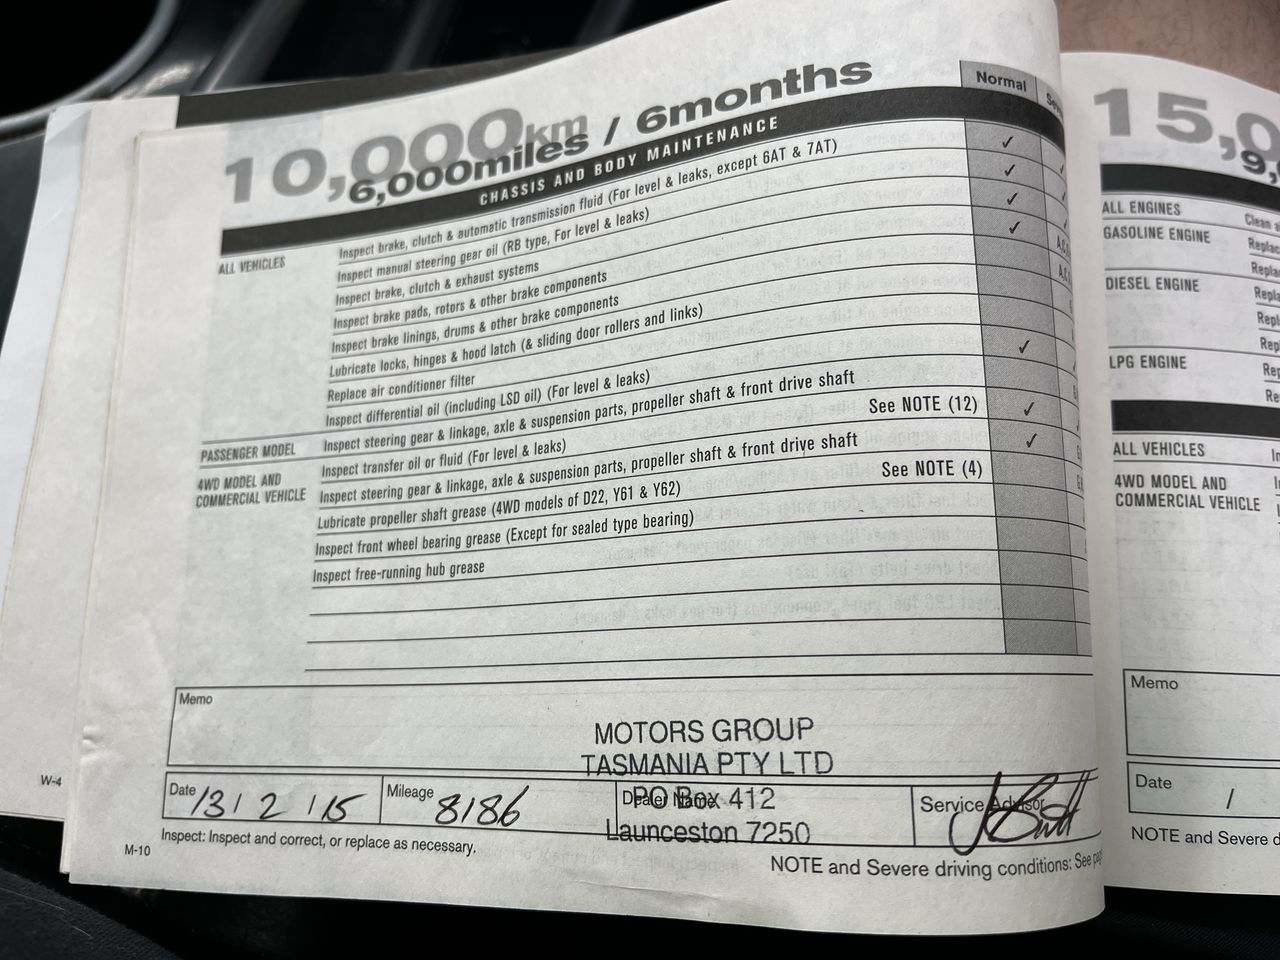 10,000km
6,000miles / 6months
Normal
CHASSIS AND BODY MAINTENANCE
ALL VEHICLES
Inspect brake, clutch & automatic transmission fluid (For level & leaks, except 6AT & 7AT) ✓
Inspect manual steering gear oil (RB type, For level & leaks) ✓
Inspect brake, clutch & exhaust systems ✓
Inspect brake pads, rotors & other brake components ✓
Inspect brake linings, drums & other brake components
Lubricate locks, hinges & hood latch (& sliding door rollers and links)
Replace air conditioner filter
Inspect differential oil (including LSD oil) (For level & leaks) ✓
PASSENGER MODEL
Inspect steering gear & linkage, axle & suspension parts, propeller shaft & front drive shaft
4WD MODEL AND
COMMERCIAL VEHICLE
Inspect transfer oil or fluid (For level & leaks) See NOTE (12) ✓
Inspect steering gear & linkage, axle & suspension parts, propeller shaft & front drive shaft ✓
Lubricate propeller shaft grease (4WD models of D22, Y61 & Y62) See NOTE (4)
Inspect front wheel bearing grease (Except for sealed type bearing)
Inspect free-running hub grease
Memo
MOTORS GROUP
TASMANIA PTY LTD
PO Box 412
Launceston 7250
Date 13 / 2 / 15
Mileage 8186
Dealer Name
Service Advisor
Inspect: Inspect and correct, or replace as necessary.
NOTE and Severe driving conditions: See
M-10
W-4
15,0
9,
ALL ENGINES
Clean
GASOLINE ENGINE
DIESEL ENGINE
LPG ENGINE
ALL VEHICLES
4WD MODEL AND
COMMERCIAL VEHICLE
Memo
Date /
NOTE and Severe